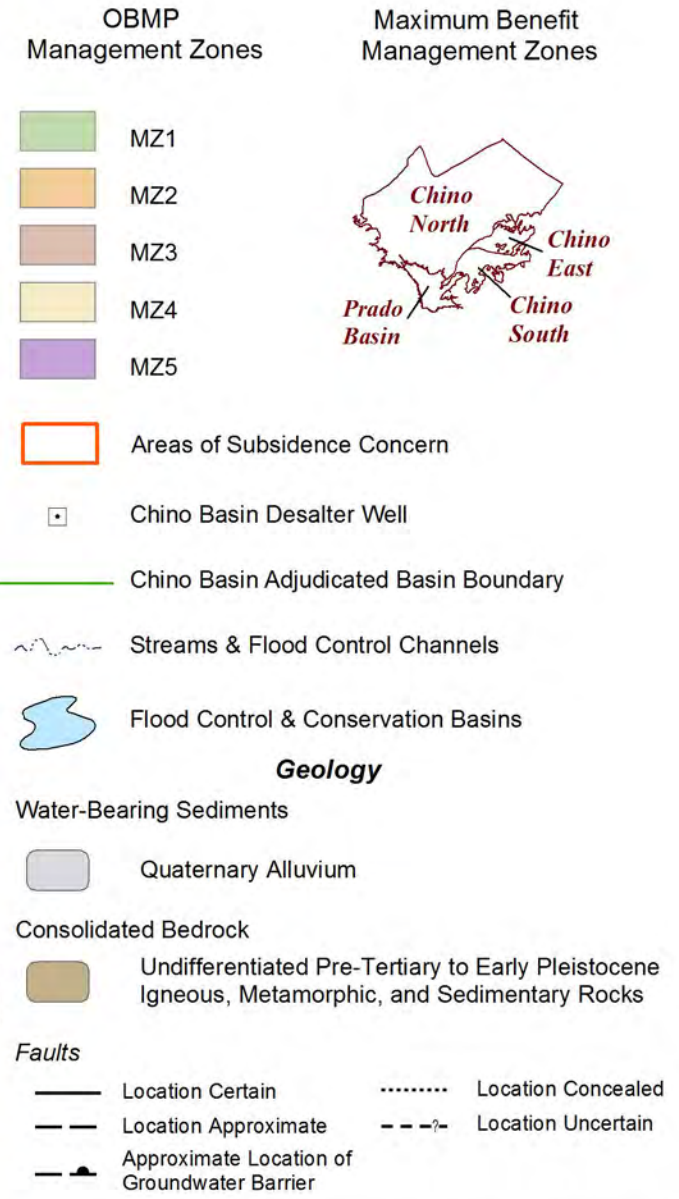 OBMP
Management Zones
Maximum Benefit
Management Zones
MZ1
MZ2
MZ3
MZ4
MZ5
Chino
North
Chino
East
Prado
Basin
Chino
South
Areas of Subsidence Concern
Chino Basin Desalter Well
Chino Basin Adjudicated Basin Boundary
Streams & Flood Control Channels
Flood Control & Conservation Basins
Geology
Water-Bearing Sediments
Quaternary Alluvium
Consolidated Bedrock
Undifferentiated Pre-Tertiary to Early Pleistocene
Igneous, Metamorphic, and Sedimentary Rocks
Faults
Location Certain
Location Concealed
Location Approximate
?
Location Uncertain
Approximate Location of
Groundwater Barrier